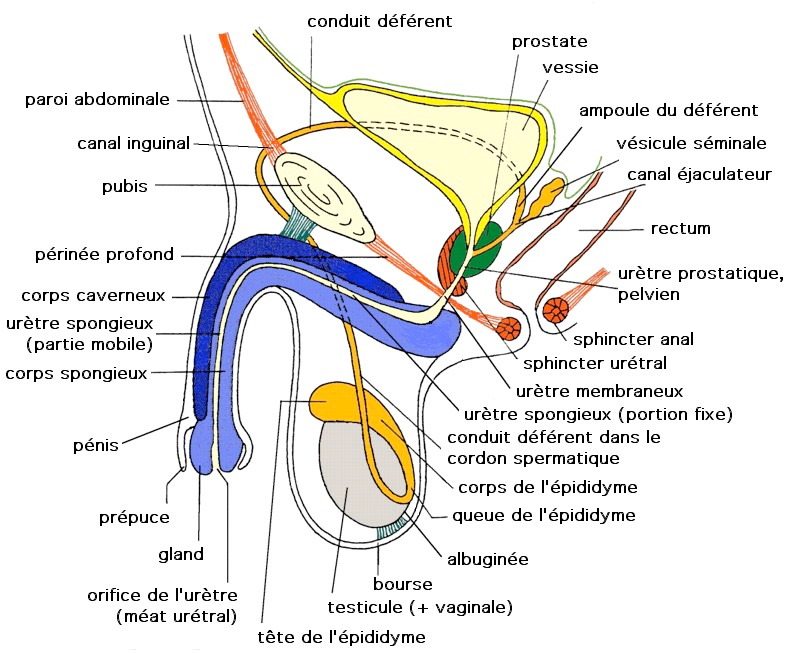 conduit déférent
prostate
vessie
paroi abdominale
ampoule du déférent
canal inguinal
vésicule séminale
pubis
canal éjaculateur
rectum
périnée profond
urètre prostatique,
pelvien
corps caverneux
urètre spongieux
(partie mobile)
sphincter anal
sphincter urétral
corps spongieux
urètre membraneux
urètre spongieux (portion fixe)
pénis
conduit déférent dans le
cordon spermatique
corps de l'épididyme
prépuce
queue de l'épididyme
gland
albuginée
bourse
orifice de l'urètre
(méat urétral)
testicule (+ vaginale)
tête de l'épididyme